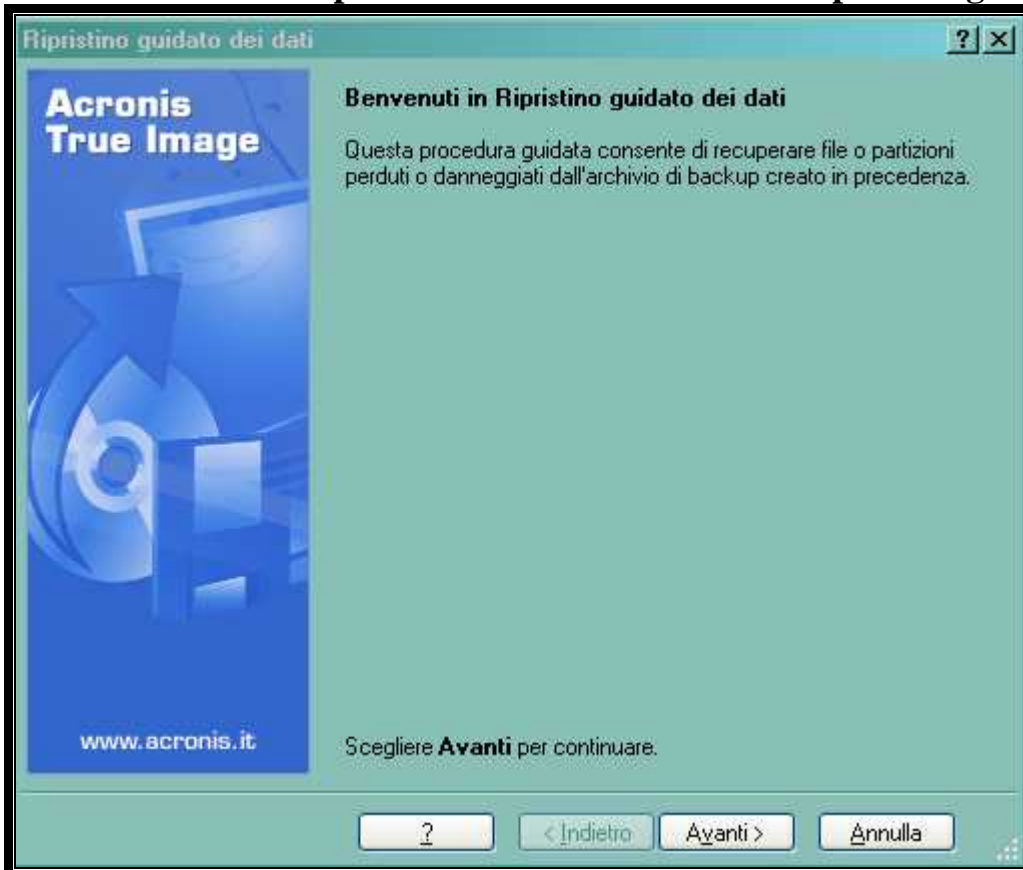 Ripristino guidato dei dati
Acronis
True Image
Benvenuti in Ripristino guidato dei dati
Questa procedura guidata consente di recuperare file o partizioni
perduti o danneggiati dall'archivio di backup creato in precedenza.
www.acronis.it
Scegliere Avanti per continuare.
?
< Indietro
Avanti >
Annulla